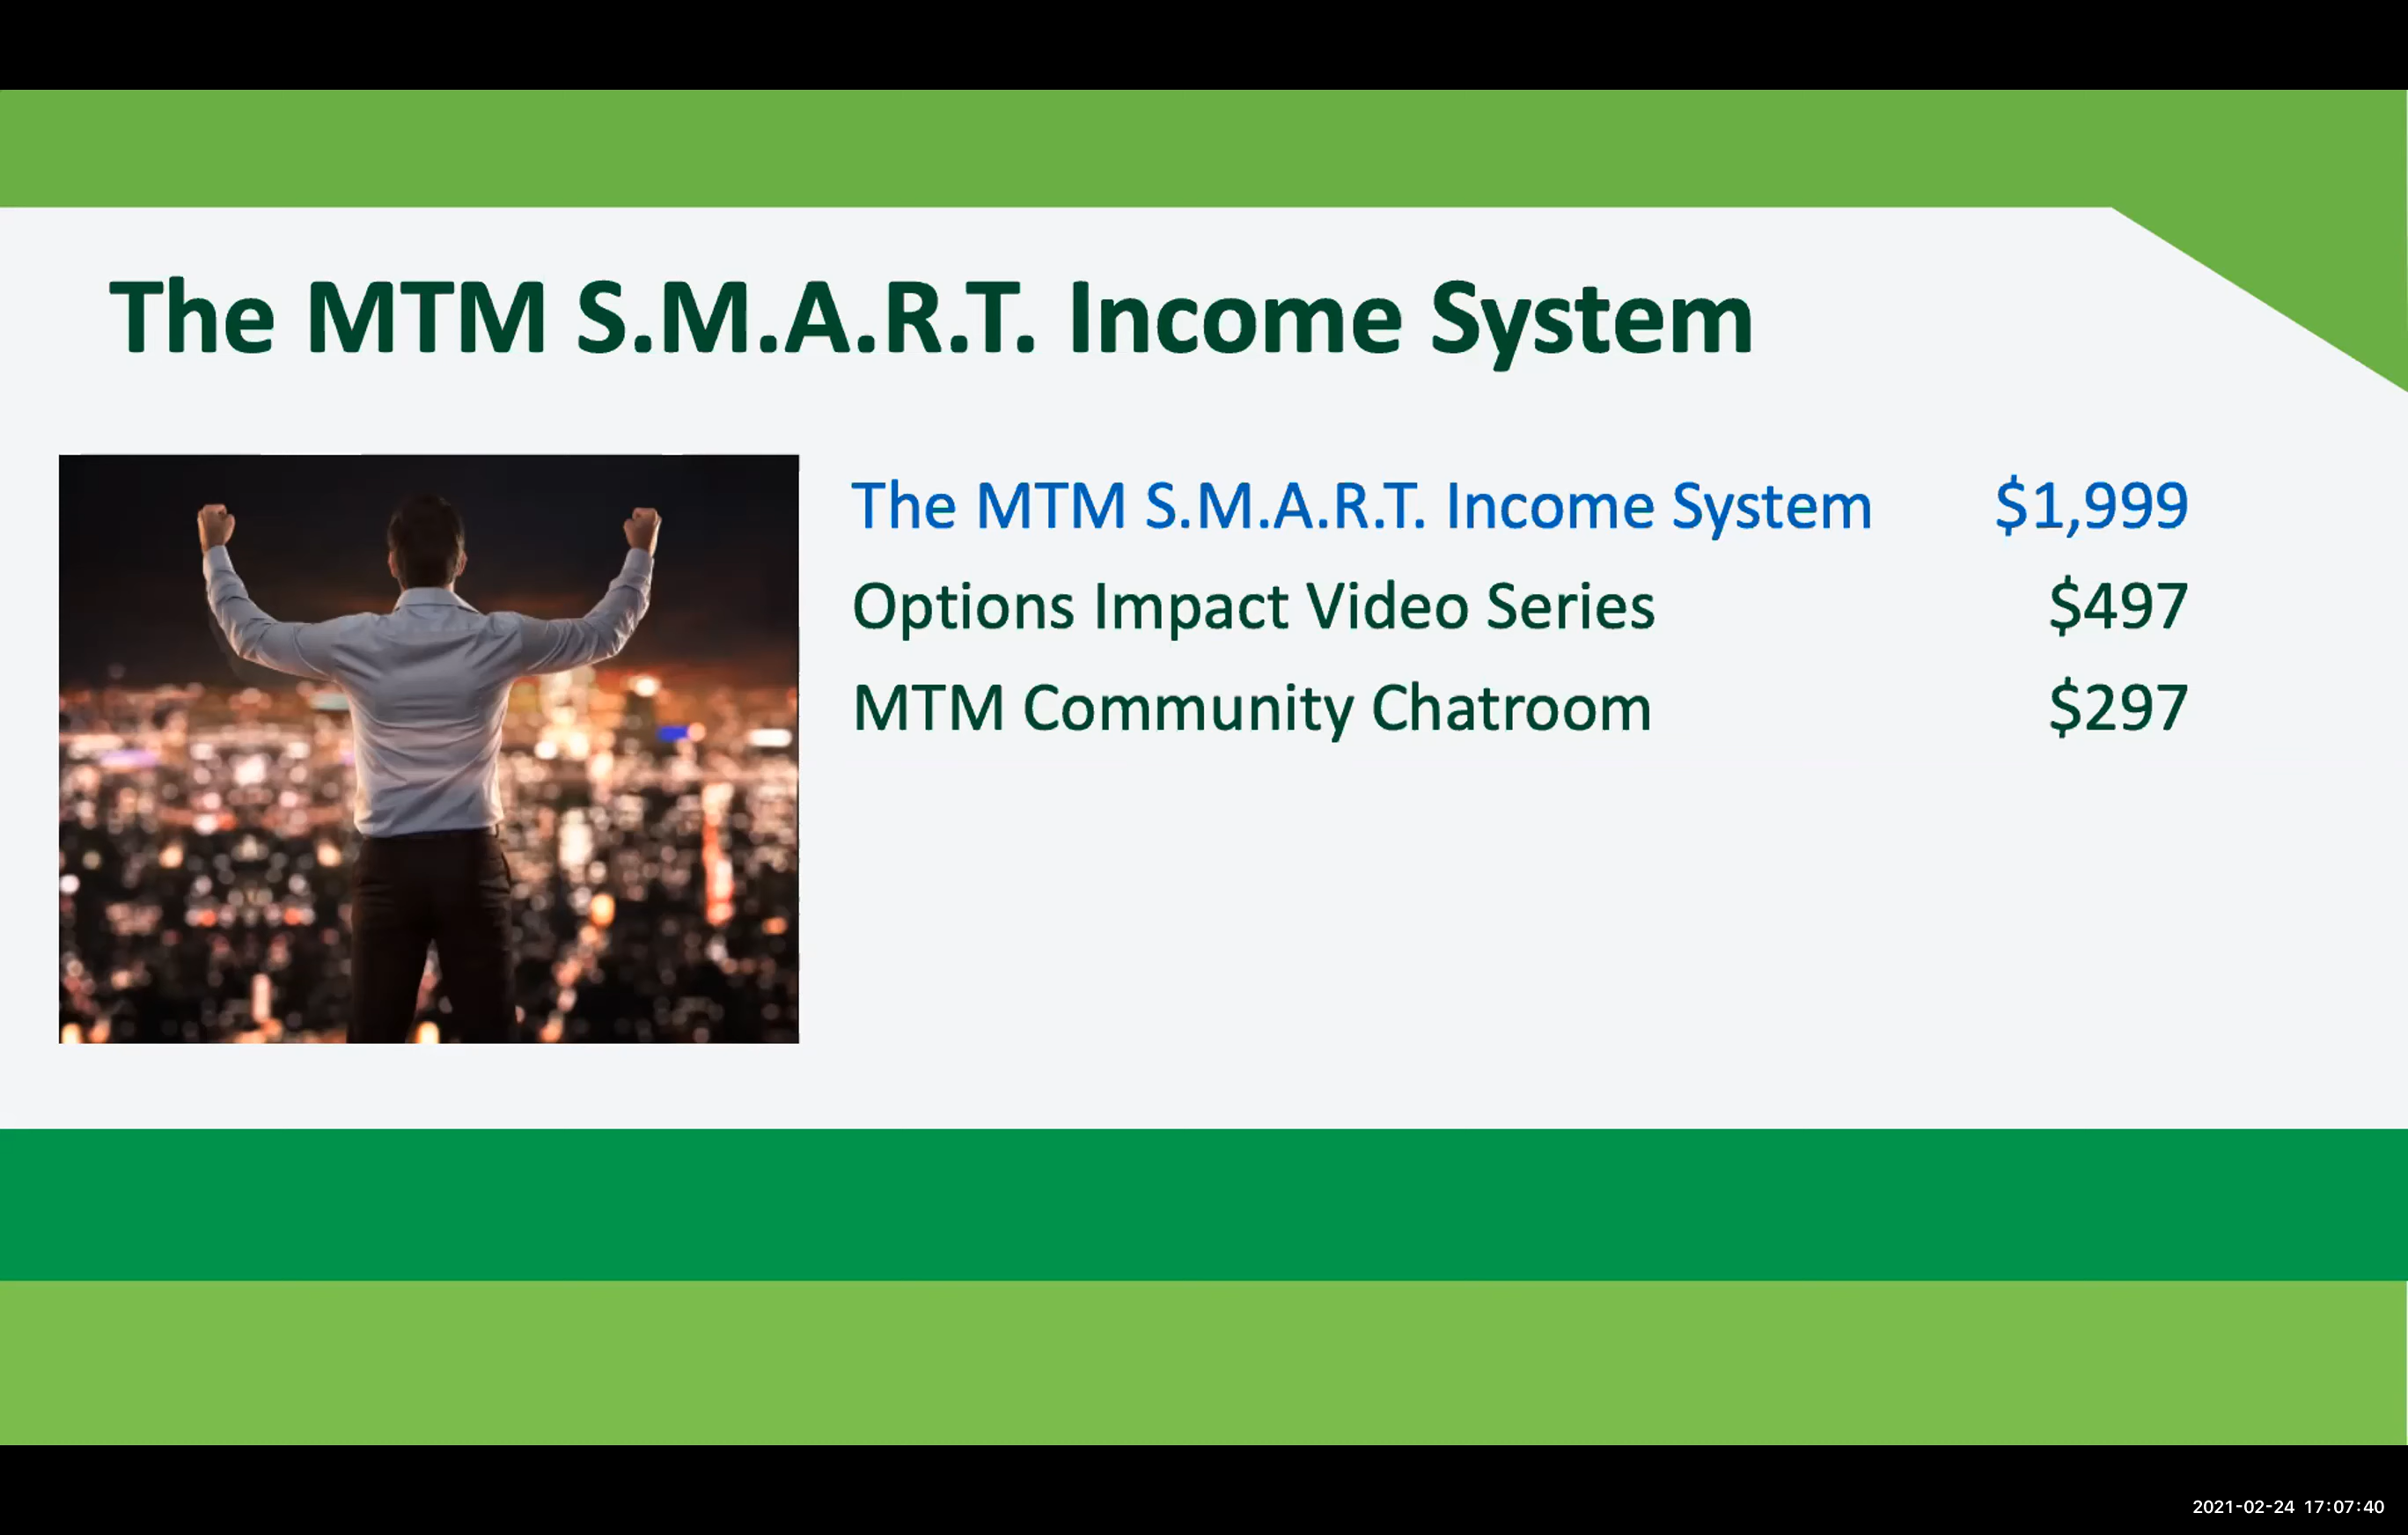 The MTM S.M.A.R.T. Income System
The MTM S.M.A.R.T. Income System $1,999
Options Impact Video Series $497
MTM Community Chatroom $297
2021-02-24 17:07:40